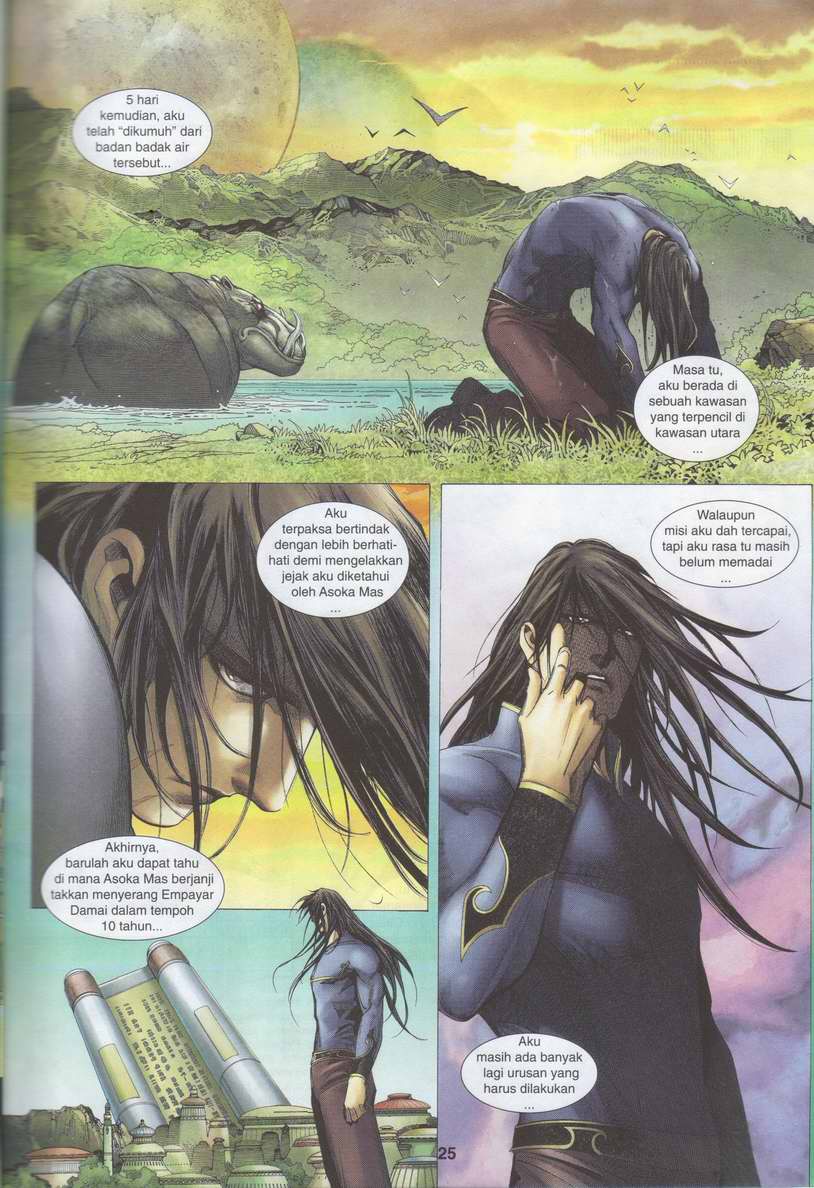 5 hari
kemudian, aku
telah “dikumuh” dari
badan badak air
tersebut...
Masa tu,
aku berada di
sebuah kawasan
yang terpencil di
kawasan utara
...
Aku
terpaksa bertindak
dengan lebih berhati-
hati demi mengelakkan
jejak aku diketahui
oleh Asoka Mas
...
Walaupun
misi aku dah tercapai,
tapi aku rasa tu masih
belum memadai
...
Akhirnya,
barulah aku dapat tahu
di mana Asoka Mas berjanji
takkan menyerang Empayar
Damai dalam tempoh
10 tahun...
Aku
masih ada banyak
lagi urusan yang
harus dilakukan
...
25